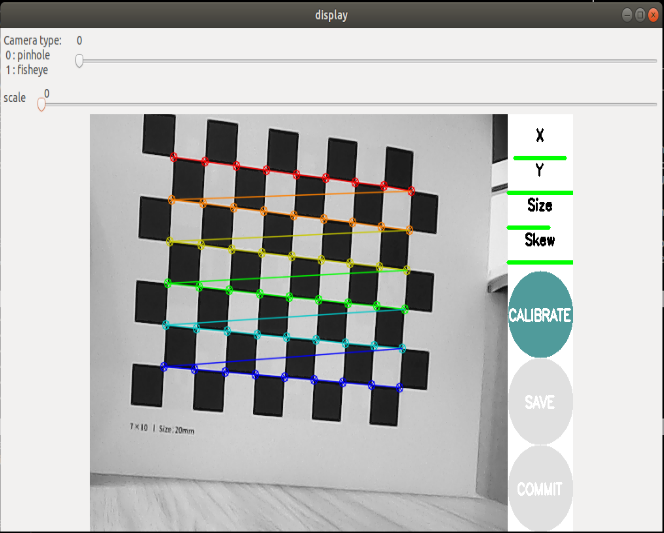 display
Camera type:
0 : pinhole
1 : fisheye
0
scale
0
X
Y
Size
Skew
CALIBRATE
SAVE
COMMIT
7×10 | Size: 20mm